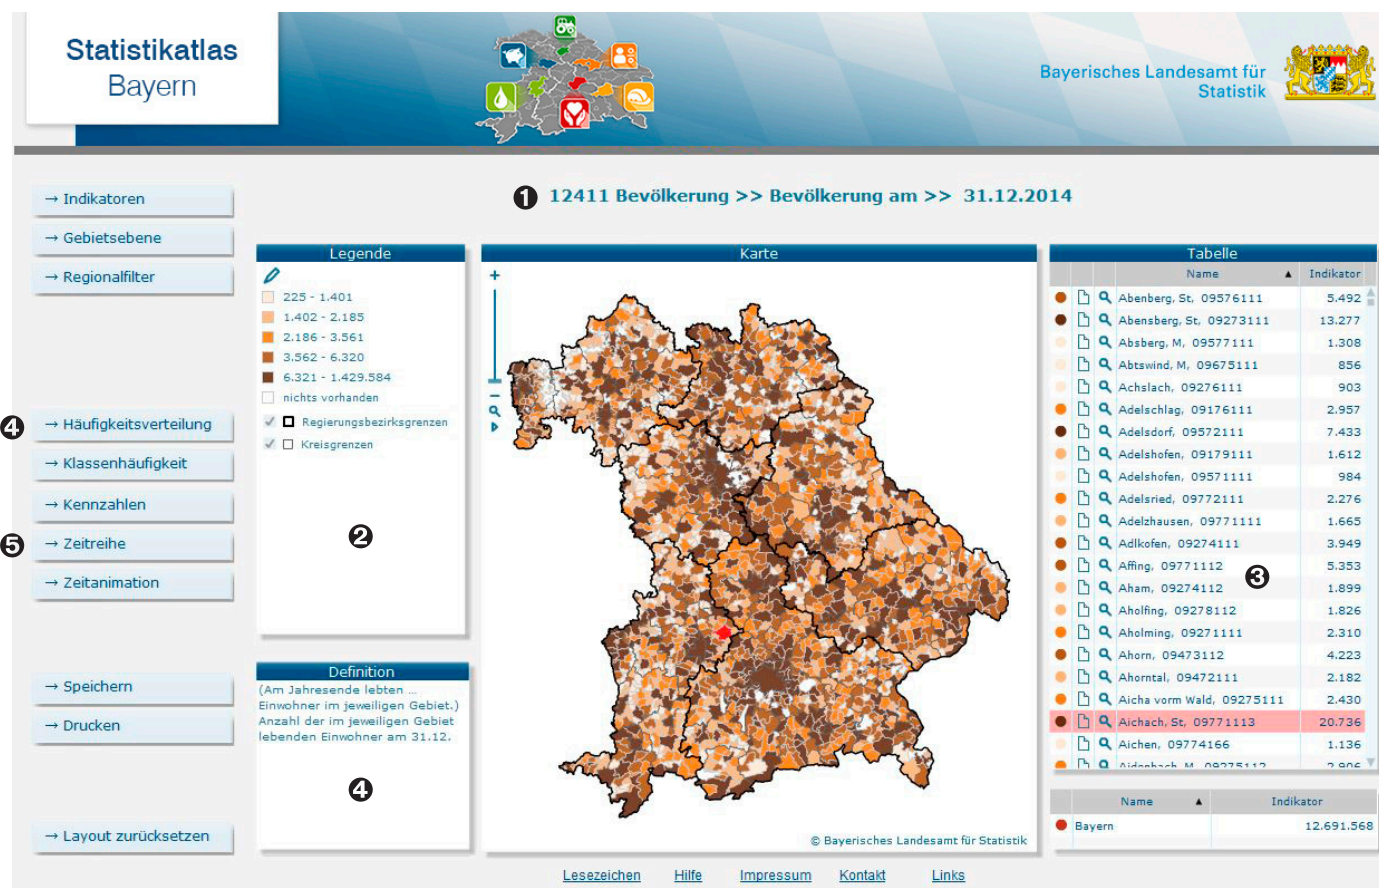 Statistikatlas
Bayern
Bayerisches Landesamt für
Statistik
❶ 12411 Bevölkerung >> Bevölkerung am >> 31.12.2014
→ Indikatoren
→ Gebietsebene
→ Regionalfilter
❹ → Häufigkeitsverteilung
→ Klassenhäufigkeit
→ Kennzahlen
❺ → Zeitreihe
→ Zeitanimation
→ Speichern
→ Drucken
→ Layout zurücksetzen
Legende
225 - 1.401
1.402 - 2.185
2.186 - 3.561
3.562 - 6.320
6.321 - 1.429.584
nichts vorhanden
Regierungsbezirksgrenzen
Kreisgrenzen
❷
Definition
(Am Jahresende lebten ...
Einwohner im jeweiligen Gebiet.)
Anzahl der im jeweiligen Gebiet
lebenden Einwohner am 31.12.
❹
Karte
+
−
© Bayerisches Landesamt für Statistik
Tabelle
Name ▲ Indikator
Abenberg, St, 09576111 5.492
Abensberg, St, 09273111 13.277
Absberg, M, 09577111 1.308
Abtswind, M, 09675111 856
Achslach, 09276111 903
Adelschlag, 09176111 2.957
Adelsdorf, 09572111 7.433
Adelshofen, 09179111 1.612
Adelshofen, 09571111 984
Adelsried, 09772111 2.276
Adelzhausen, 09771111 1.665
Adlkofen, 09274111 3.949
Affing, 09771112 5.353
❸
Aham, 09274112 1.899
Aholfing, 09278112 1.826
Aholming, 09271111 2.310
Ahorn, 09473112 4.223
Ahorntal, 09472111 2.182
Aicha vorm Wald, 09275111 2.430
Aichach, St, 09771113 20.736
Aichen, 09774166 1.136
Aidenbach, M, 09275112 2.906
Name ▲ Indikator
Bayern 12.691.568
Lesezeichen Hilfe Impressum Kontakt Links